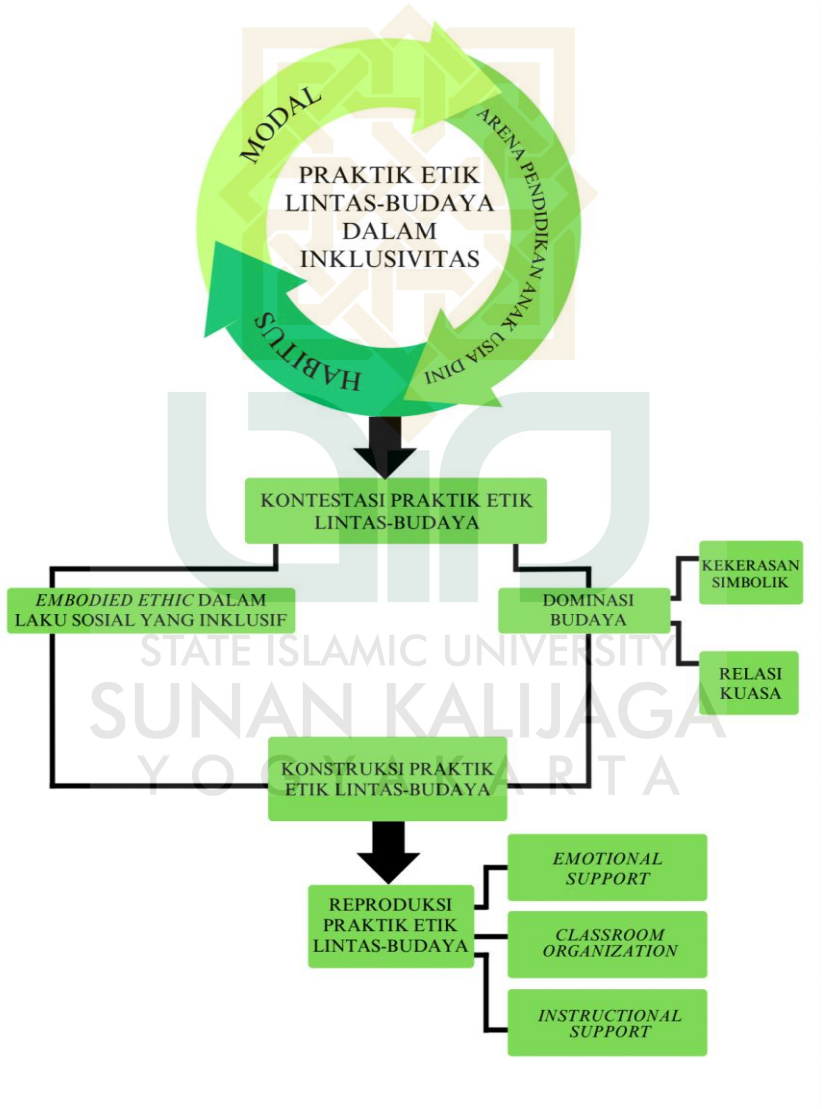 MODAL
ARENA PENDIDIKAN ANAK USIA DINI
HABITUS
PRAKTIK ETIK
LINTAS-BUDAYA
DALAM
INKLUSIVITAS
KONTESTASI PRAKTIK ETIK
LINTAS-BUDAYA
EMBODIED ETHIC DALAM
LAKU SOSIAL YANG INKLUSIF
DOMINASI
BUDAYA
KEKERASAN
SIMBOLIK
RELASI
KUASA
STATE ISLAMIC UNIVERSITY
SUNAN KALIJAGA
YOGYAKARTA
KONSTRUKSI PRAKTIK
ETIK LINTAS-BUDAYA
REPRODUKSI
PRAKTIK ETIK
LINTAS-BUDAYA
EMOTIONAL
SUPPORT
CLASSROOM
ORGANIZATION
INSTRUCTIONAL
SUPPORT